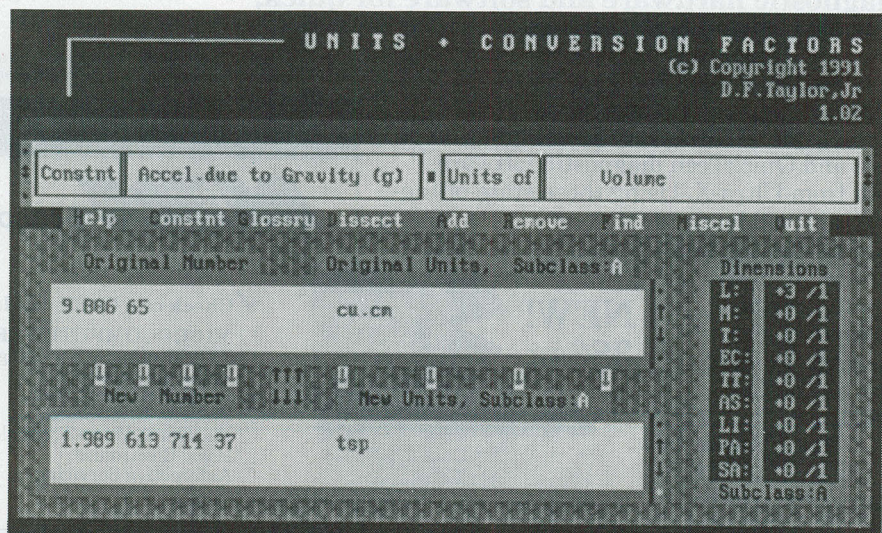 UNITS + CONVERSION FACTORS
(c) Copyright 1991
D.F.Taylor,Jr
1.02
Constnt Accel.due to Gravity (g) Units of Volume
Help Constnt Glossry Dissect Add Remove Find Miscel Quit
Original Number Original Units, Subclass:A
9.806 65 cu.cm
New Number New Units, Subclass:A
1.989 613 714 37 tsp
Dimensions
L: +3 /1
M: +0 /1
T: +0 /1
EC: +0 /1
TT: +0 /1
AS: +0 /1
LI: +0 /1
PA: +0 /1
SA: +0 /1
Subclass:A